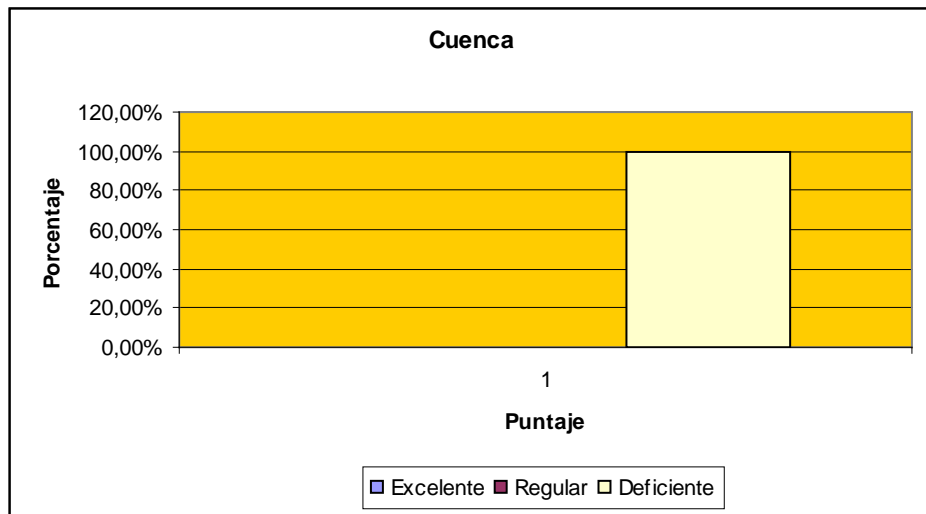 Cuenca
120,00%
100,00%
80,00%
60,00%
40,00%
20,00%
0,00%
Porcentaje
1
Puntaje
Excelente Regular Deficiente